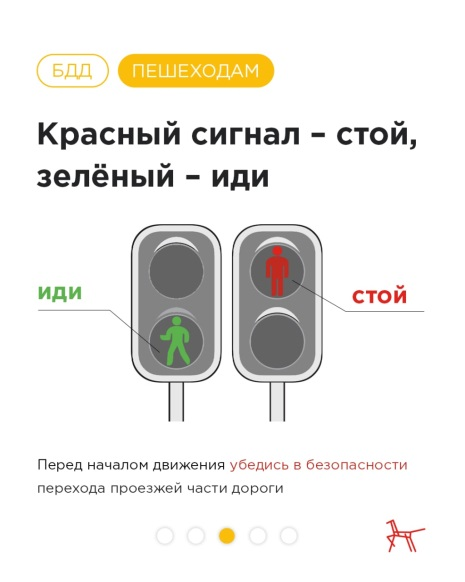 БДД
ПЕШЕХОДАМ
Красный сигнал – стой,
зелёный – иди
иди
стой
Перед началом движения убедись в безопасности
перехода проезжей части дороги